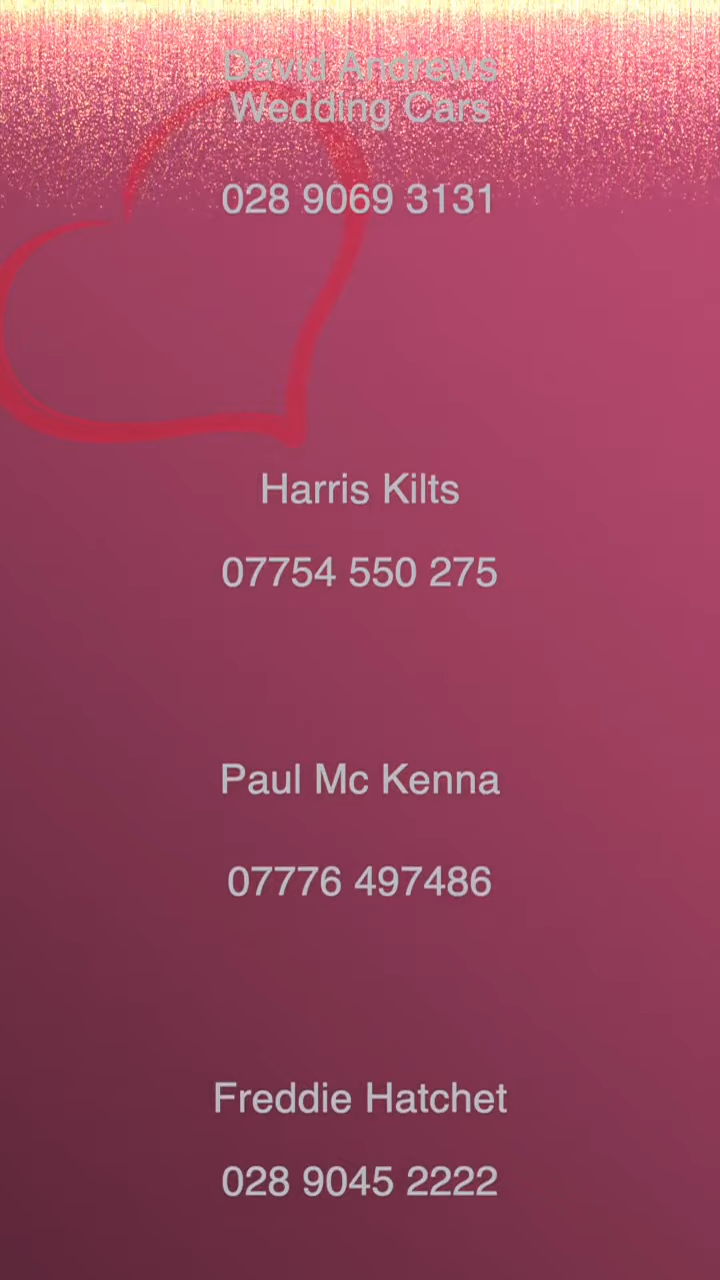 David Andrews
Wedding Cars
028 9069 3131
Harris Kilts
07754 550 275
Paul Mc Kenna
07776 497486
Freddie Hatchet
028 9045 2222